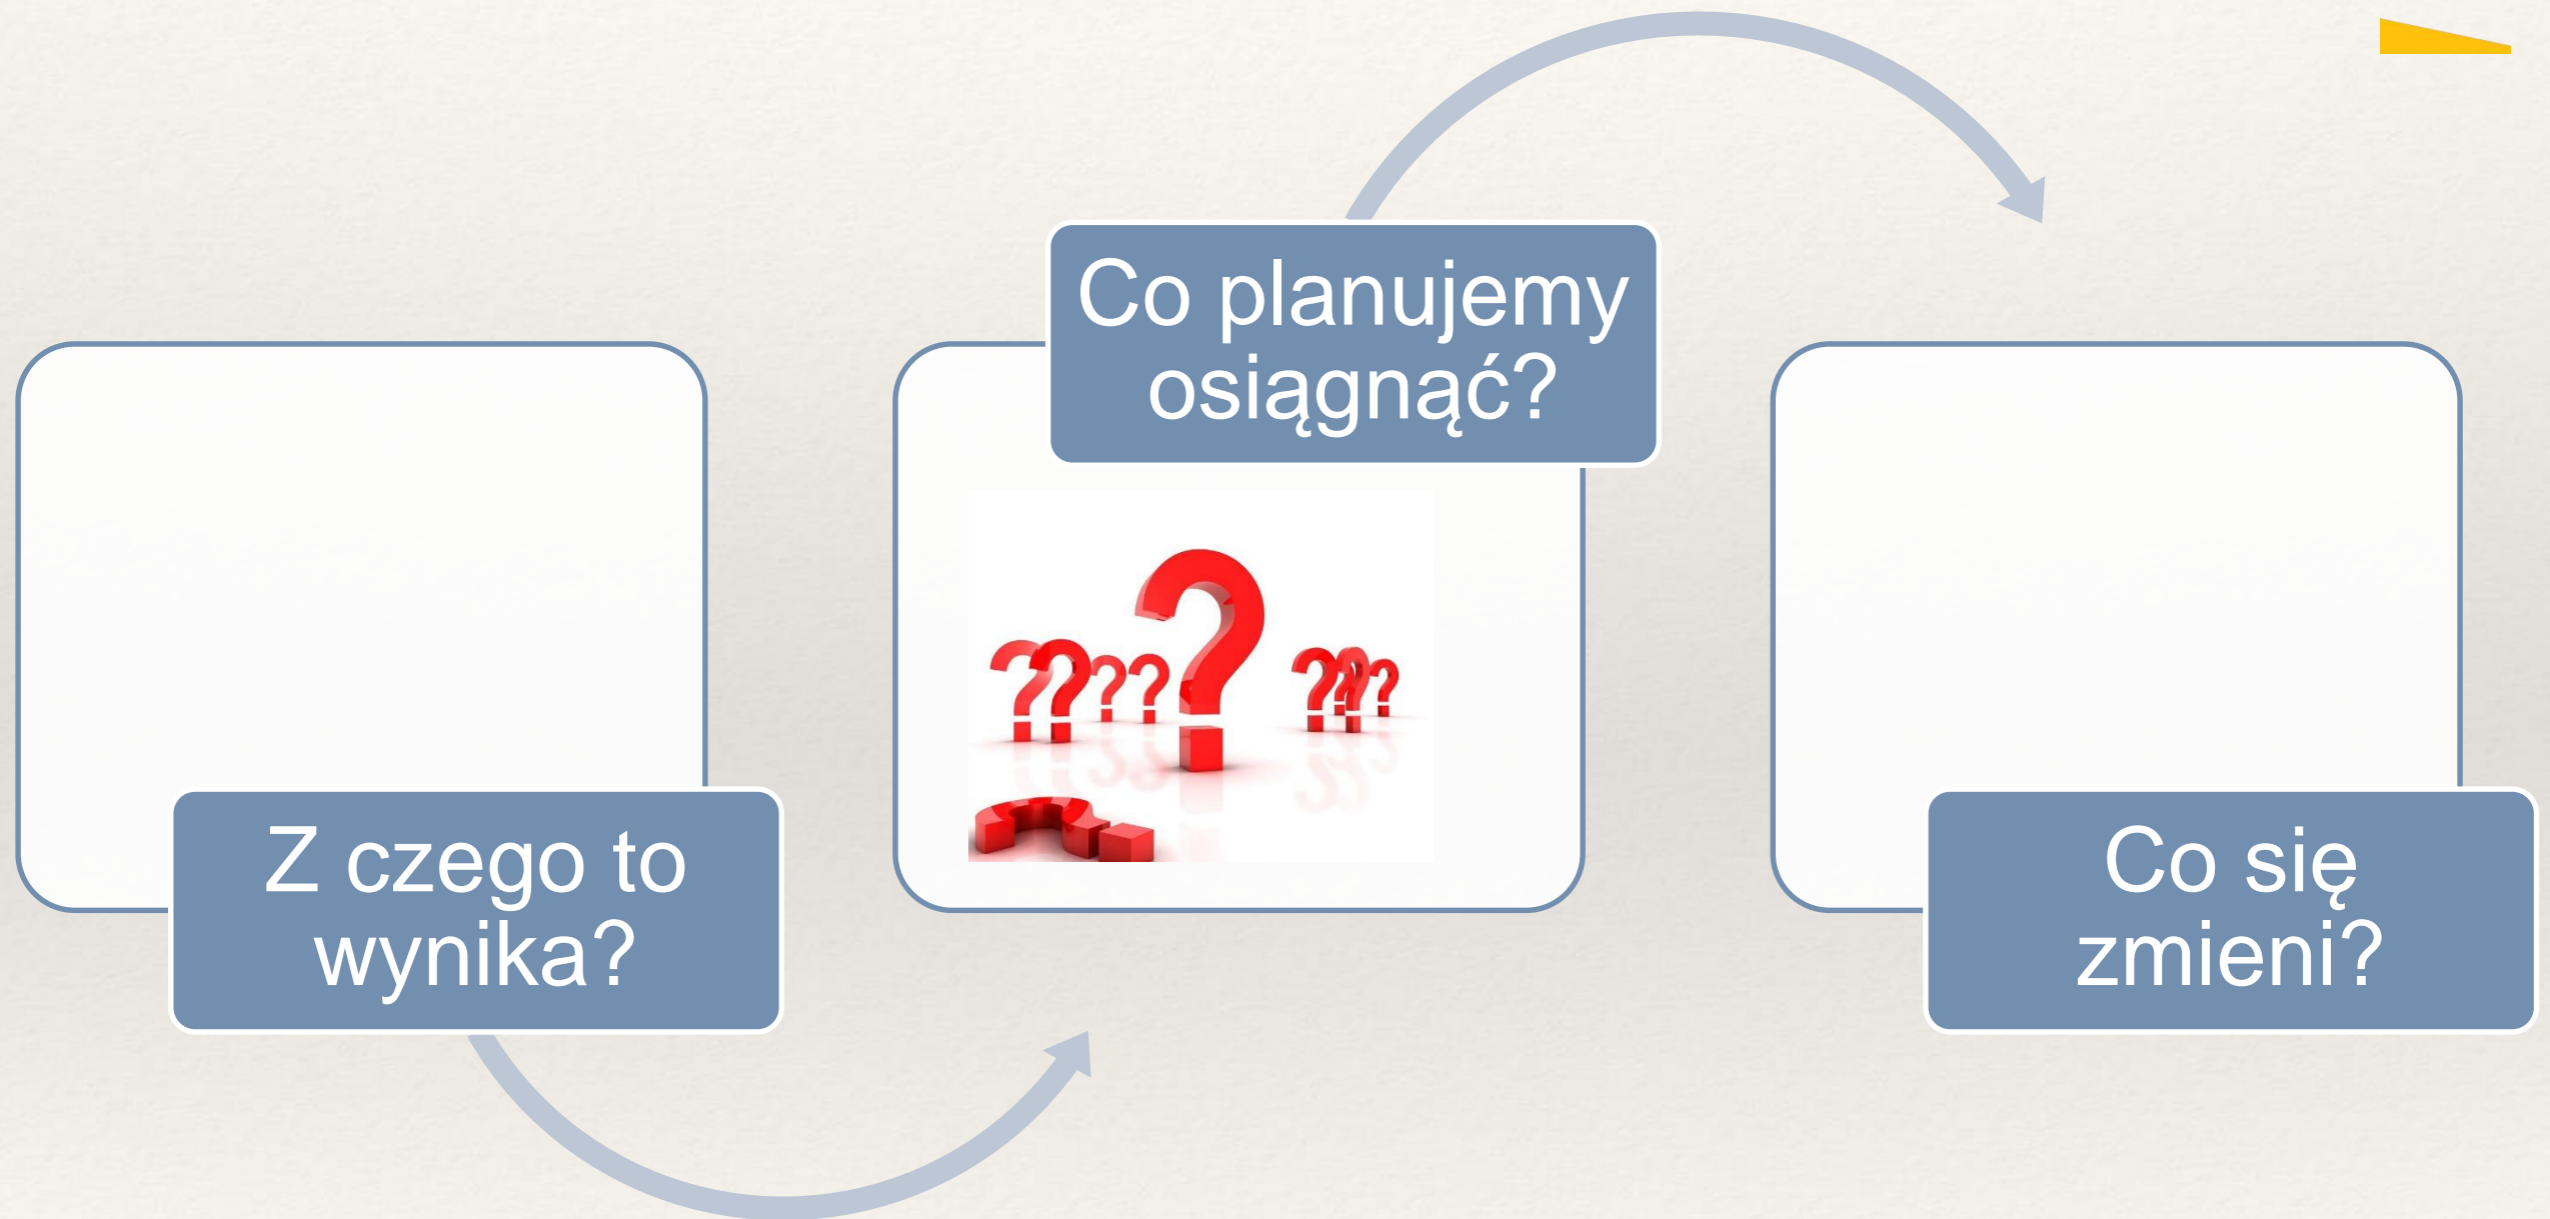 Z czego to
wynika?
Co planujemy
osiągnąć?
Co się
zmieni?